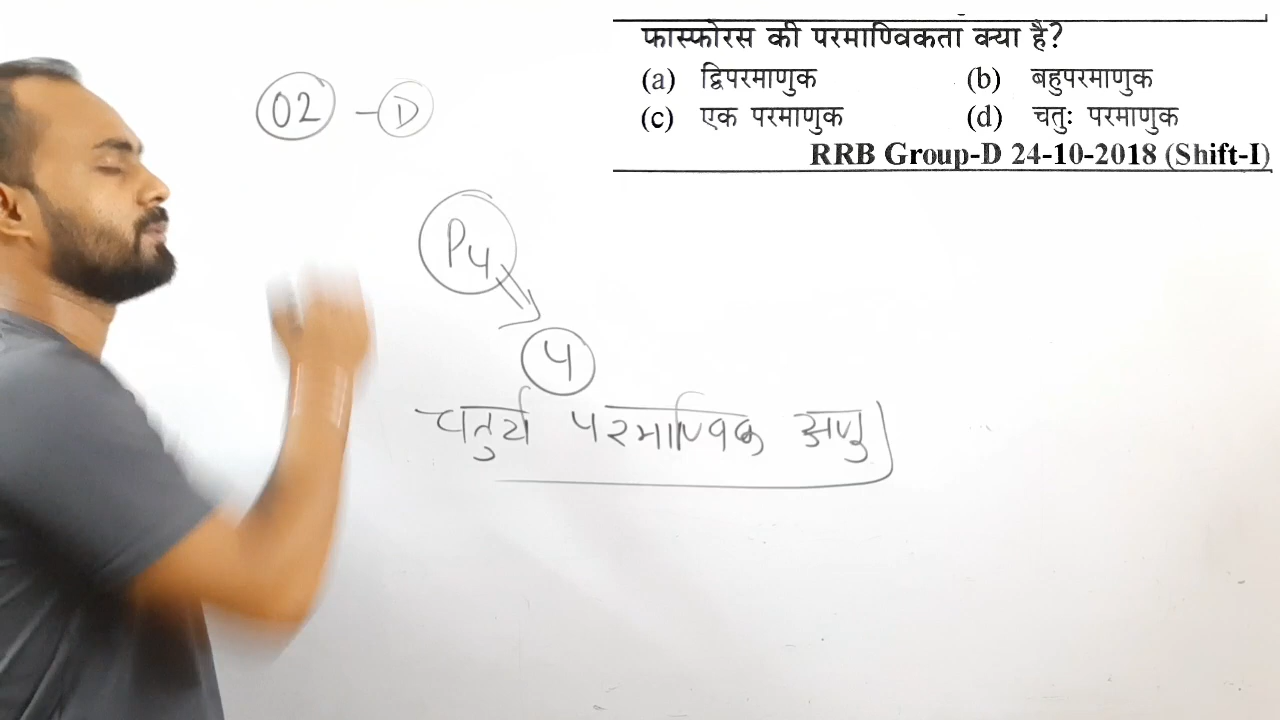 फास्फोरस की परमाण्विकता क्या है?
(a) द्विपरमाणुक (b) बहुपरमाणुक
(c) एक परमाणुक (d) चतुः परमाणुक
RRB Group-D 24-10-2018 (Shift-I)
02 - D
P4
4
चतुर्थ परमाण्विक अणु